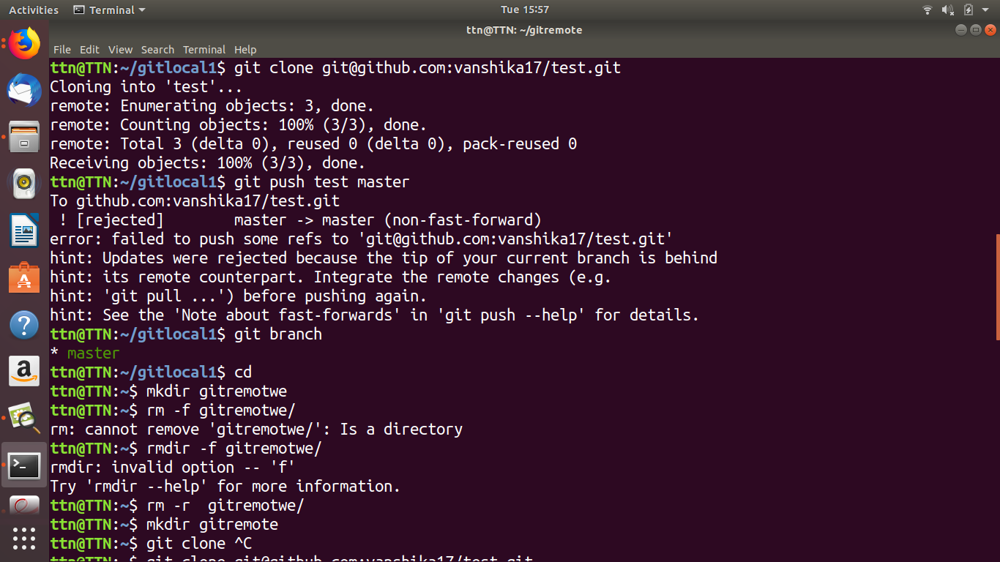 Activities Terminal Tue 15:57
ttn@TTN: ~/gitremote
File Edit View Search Terminal Help
ttn@TTN:~/gitlocal1$ git clone git@github.com:vanshika17/test.git
Cloning into 'test'...
remote: Enumerating objects: 3, done.
remote: Counting objects: 100% (3/3), done.
remote: Total 3 (delta 0), reused 0 (delta 0), pack-reused 0
Receiving objects: 100% (3/3), done.
ttn@TTN:~/gitlocal1$ git push test master
To github.com:vanshika17/test.git
 ! [rejected]        master -> master (non-fast-forward)
error: failed to push some refs to 'git@github.com:vanshika17/test.git'
hint: Updates were rejected because the tip of your current branch is behind
hint: its remote counterpart. Integrate the remote changes (e.g.
hint: 'git pull ...') before pushing again.
hint: See the 'Note about fast-forwards' in 'git push --help' for details.
ttn@TTN:~/gitlocal1$ git branch
* master
ttn@TTN:~/gitlocal1$ cd
ttn@TTN:~$ mkdir gitremotwe
ttn@TTN:~$ rm -f gitremotwe/
rm: cannot remove 'gitremotwe/': Is a directory
ttn@TTN:~$ rmdir -f gitremotwe/
rmdir: invalid option -- 'f'
Try 'rmdir --help' for more information.
ttn@TTN:~$ rm -r  gitremotwe/
ttn@TTN:~$ mkdir gitremote
ttn@TTN:~$ git clone ^C
ttn@TTN:~$ git clone git@github.com:vanshika17/test.git